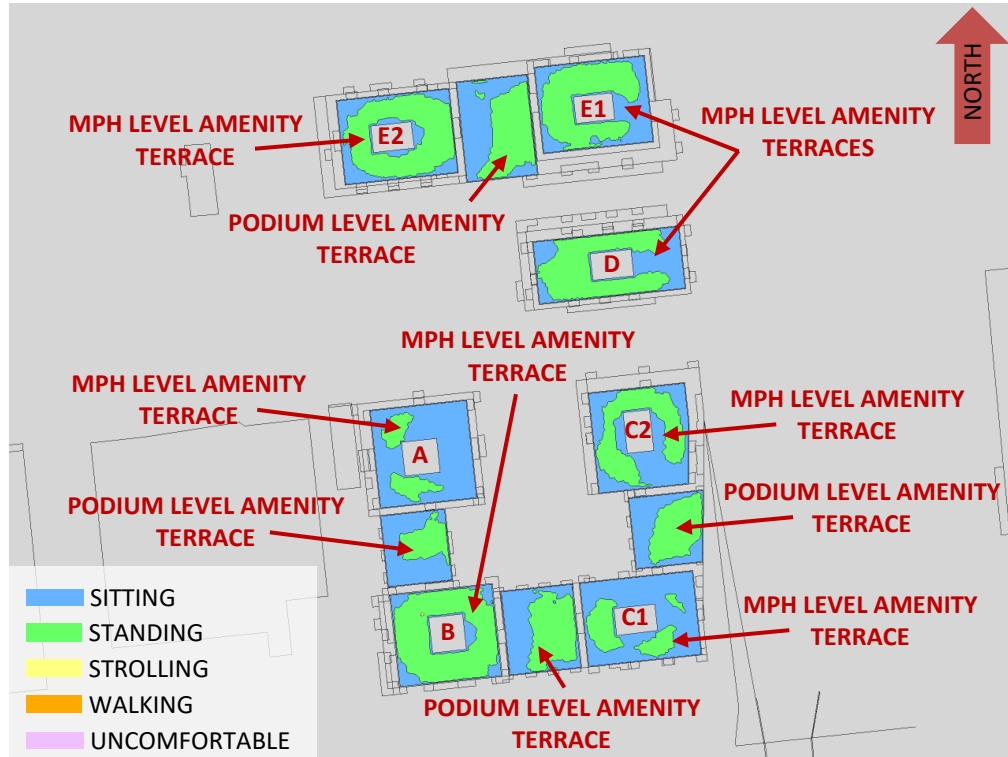 NORTH
E1
MPH LEVEL AMENITY
TERRACE
E2
MPH LEVEL AMENITY
TERRACES
PODIUM LEVEL AMENITY
TERRACE
D
MPH LEVEL AMENITY
TERRACE
MPH LEVEL AMENITY
TERRACE
MPH LEVEL AMENITY
TERRACE
C2
A
PODIUM LEVEL AMENITY
TERRACE
PODIUM LEVEL AMENITY
TERRACE
SITTING
STANDING
STROLLING
WALKING
UNCOMFORTABLE
B
C1
MPH LEVEL AMENITY
TERRACE
PODIUM LEVEL AMENITY
TERRACE